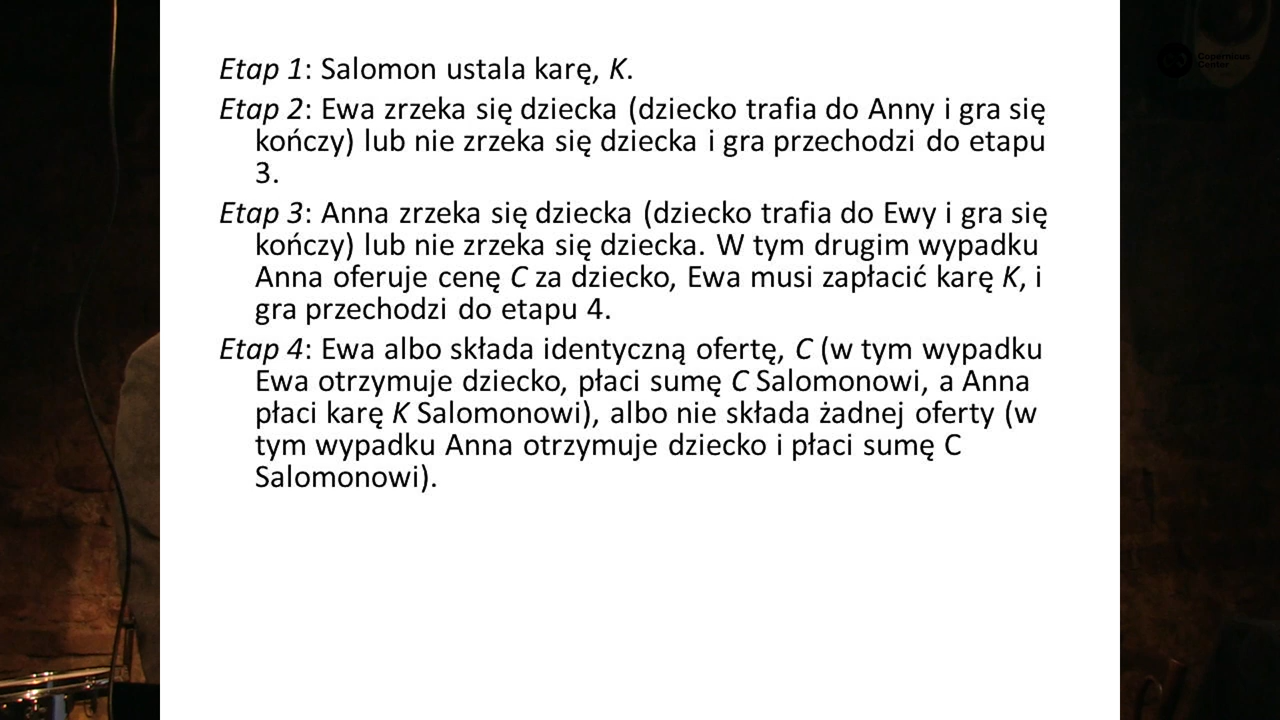 Copernicus
Center
Etap 1: Salomon ustala karę, K.
Etap 2: Ewa zrzeka się dziecka (dziecko trafia do Anny i gra się
kończy) lub nie zrzeka się dziecka i gra przechodzi do etapu
3.
Etap 3: Anna zrzeka się dziecka (dziecko trafia do Ewy i gra się
kończy) lub nie zrzeka się dziecka. W tym drugim wypadku
Anna oferuje cenę C za dziecko, Ewa musi zapłacić karę K, i
gra przechodzi do etapu 4.
Etap 4: Ewa albo składa identyczną ofertę, C (w tym wypadku
Ewa otrzymuje dziecko, płaci sumę C Salomonowi, a Anna
płaci karę K Salomonowi), albo nie składa żadnej oferty (w
tym wypadku Anna otrzymuje dziecko i płaci sumę C
Salomonowi).